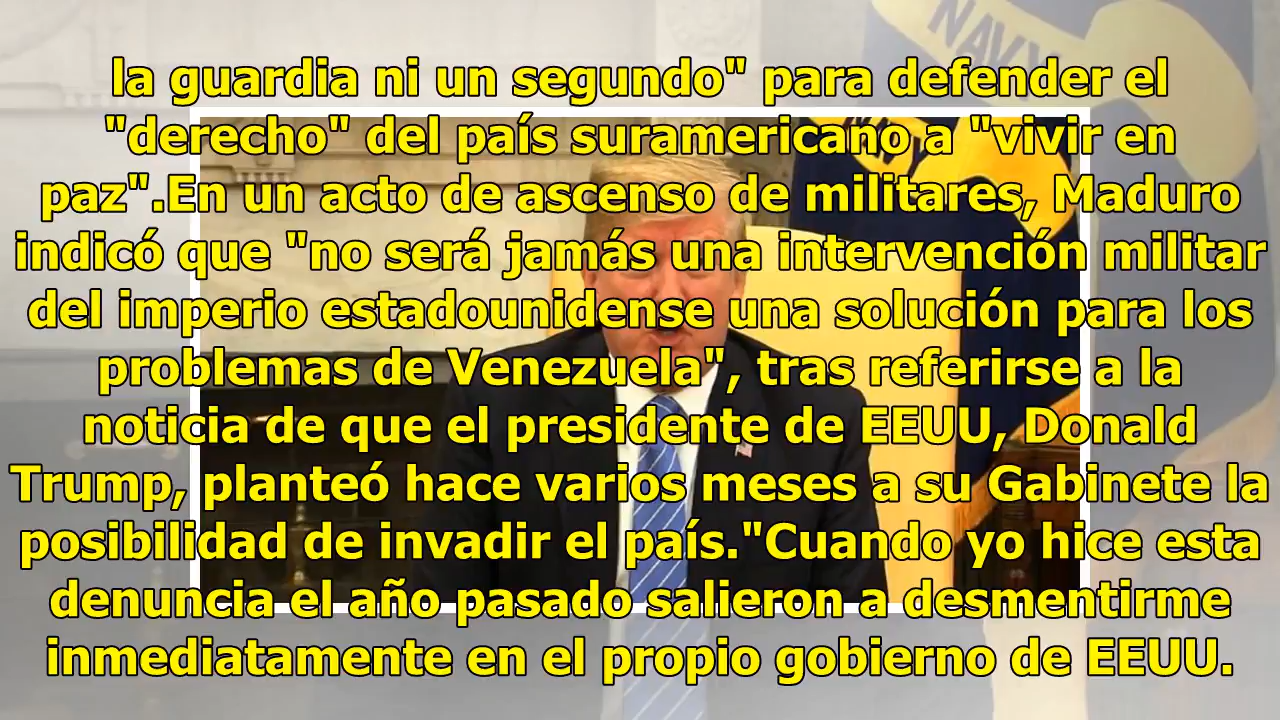 NAVY
la guardia ni un segundo" para defender el
"derecho" del país suramericano a "vivir en
paz".En un acto de ascenso de militares, Maduro
indicó que "no será jamás una intervención militar
del imperio estadounidense una solución para los
problemas de Venezuela", tras referirse a la
noticia de que el presidente de EEUU, Donald
Trump, planteó hace varios meses a su Gabinete la
posibilidad de invadir el país."Cuando yo hice esta
denuncia el año pasado salieron a desmentirme
inmediatamente en el propio gobierno de EEUU.
NAVY